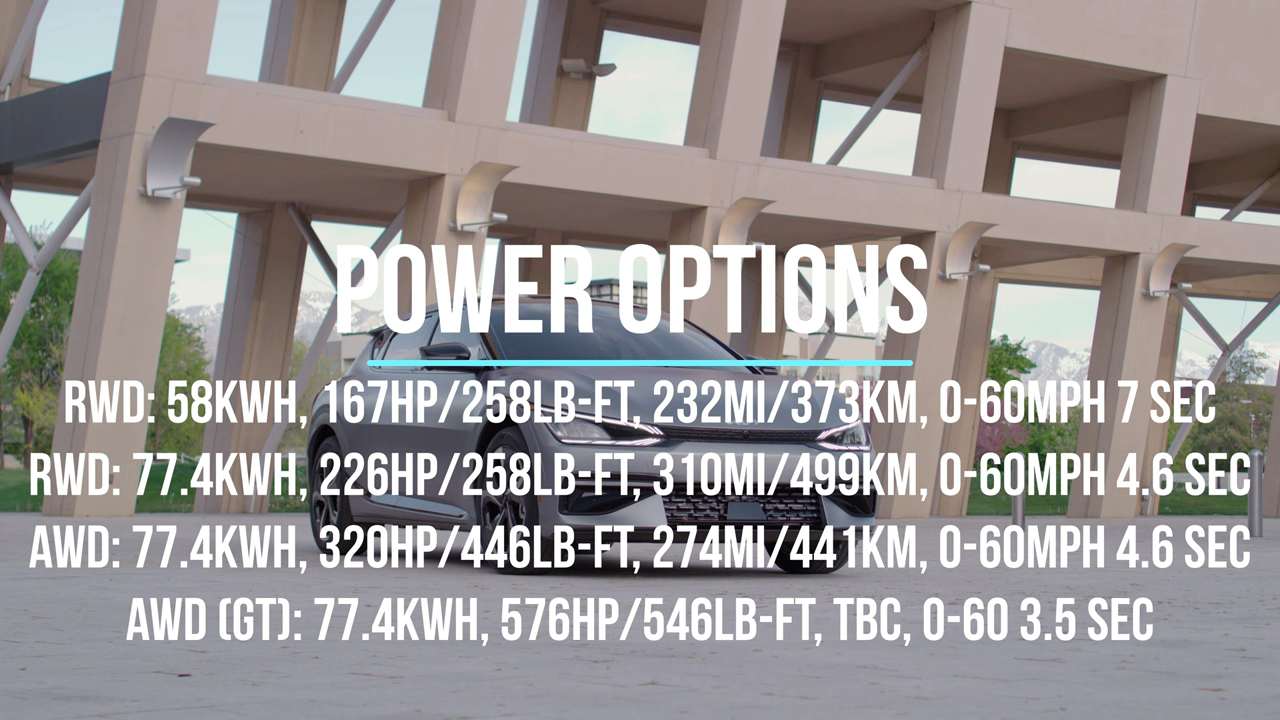 POWER OPTIONS
RWD: 58KWH, 167HP/258LB-FT, 232MI/373KM, 0-60MPH 7 SEC
RWD: 77.4KWH, 226HP/258LB-FT, 310MI/499KM, 0-60MPH 4.6 SEC
AWD: 77.4KWH, 320HP/446LB-FT, 274MI/441KM, 0-60MPH 4.6 SEC
AWD (GT): 77.4KWH, 576HP/546LB-FT, TBC, 0-60 3.5 SEC